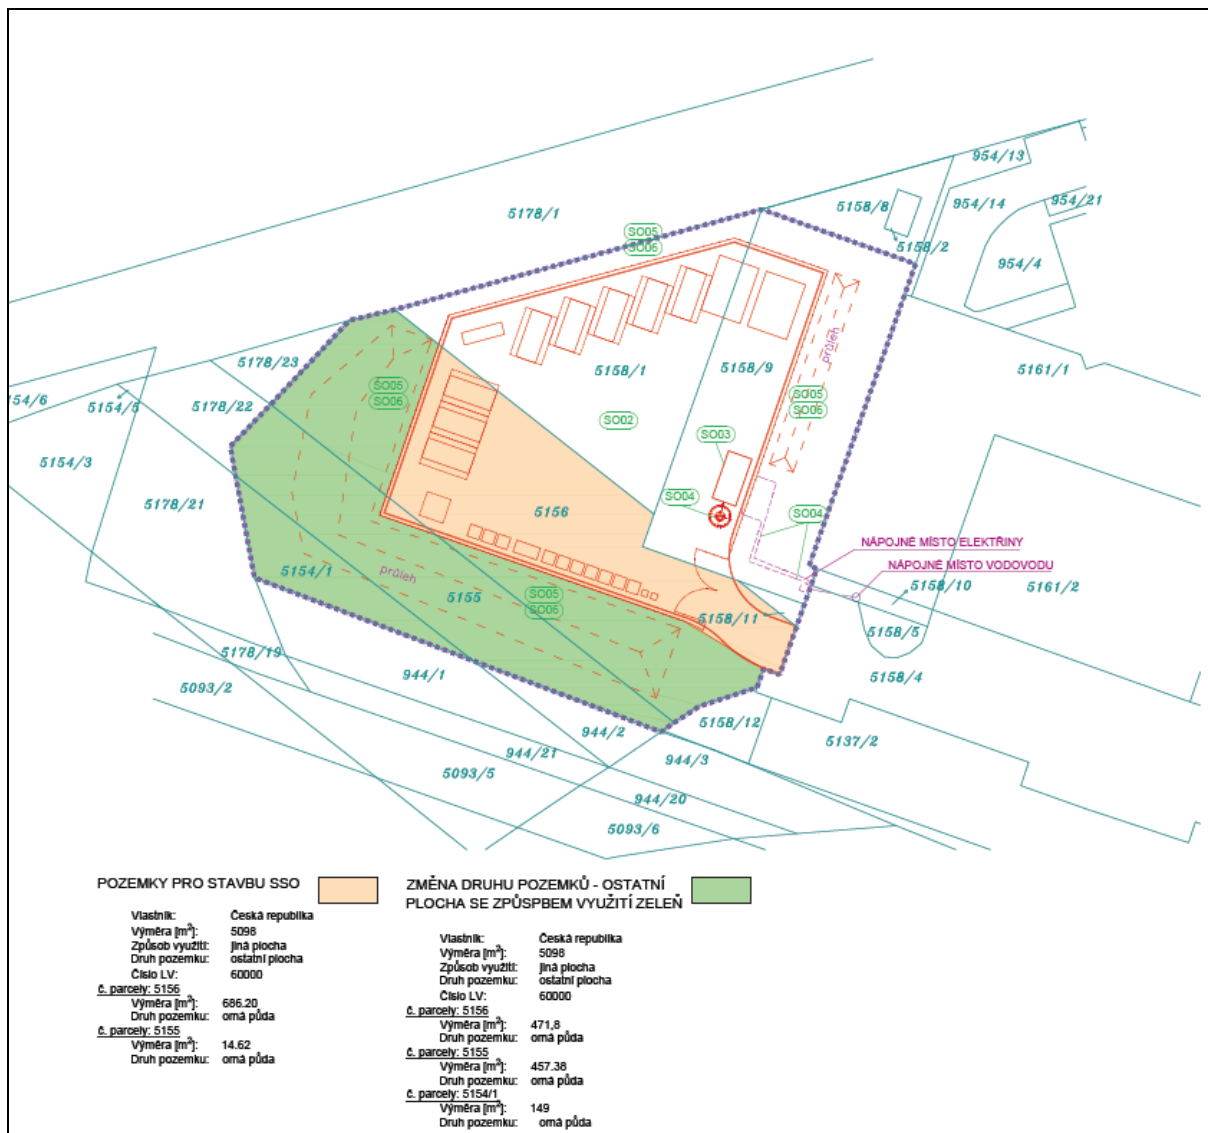 954/13
5178/1
5158/8
954/14
954/21
SO05
SO06
5158/2
954/4
průleh
5178/23
5158/1
5158/9
5161/1
54/6
5154/5
5178/22
SO05
SO06
SO05
SO06
SO02
SO03
5154/3
5178/21
SO04
5156
SO04
NÁPOJNÉ MÍSTO ELEKTŘINY
NÁPOJNÉ MÍSTO VODOVODU
5154/1
průleh
5155
SO05
SO06
5158/10
5161/2
5158/11
5158/5
5178/19
944/1
5158/4
5093/2
5158/12
944/2
5137/2
944/21
944/3
5093/5
944/20
5093/6
POZEMKY PRO STAVBU SSO
Vlastník: Česká republika
Výměra [m²]: 5098
Způsob využití: jiná plocha
Druh pozemku: ostatní plocha
Číslo LV: 60000
č. parcely: 5156
Výměra [m²]: 686.20
Druh pozemku: orná půda
č. parcely: 5155
Výměra [m²]: 14.62
Druh pozemku: orná půda
ZMĚNA DRUHU POZEMKŮ - OSTATNÍ
PLOCHA SE ZPŮSPBEM VYUŽITÍ ZELEŇ
Vlastník: Česká republika
Výměra [m²]: 5098
Způsob využití: jiná plocha
Druh pozemku: ostatní plocha
Číslo LV: 60000
č. parcely: 5156
Výměra [m²]: 471,8
Druh pozemku: orná půda
č. parcely: 5155
Výměra [m²]: 457.38
Druh pozemku: orná půda
č. parcely: 5154/1
Výměra [m²]: 149
Druh pozemku: orná půda